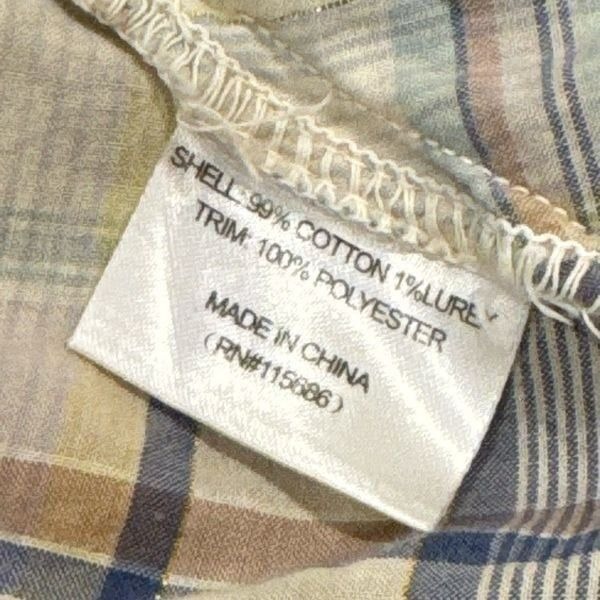 SHELL: 99% COTTON 1%LUREX
TRIM: 100% POLYESTER
MADE IN CHINA
(RN#115686)